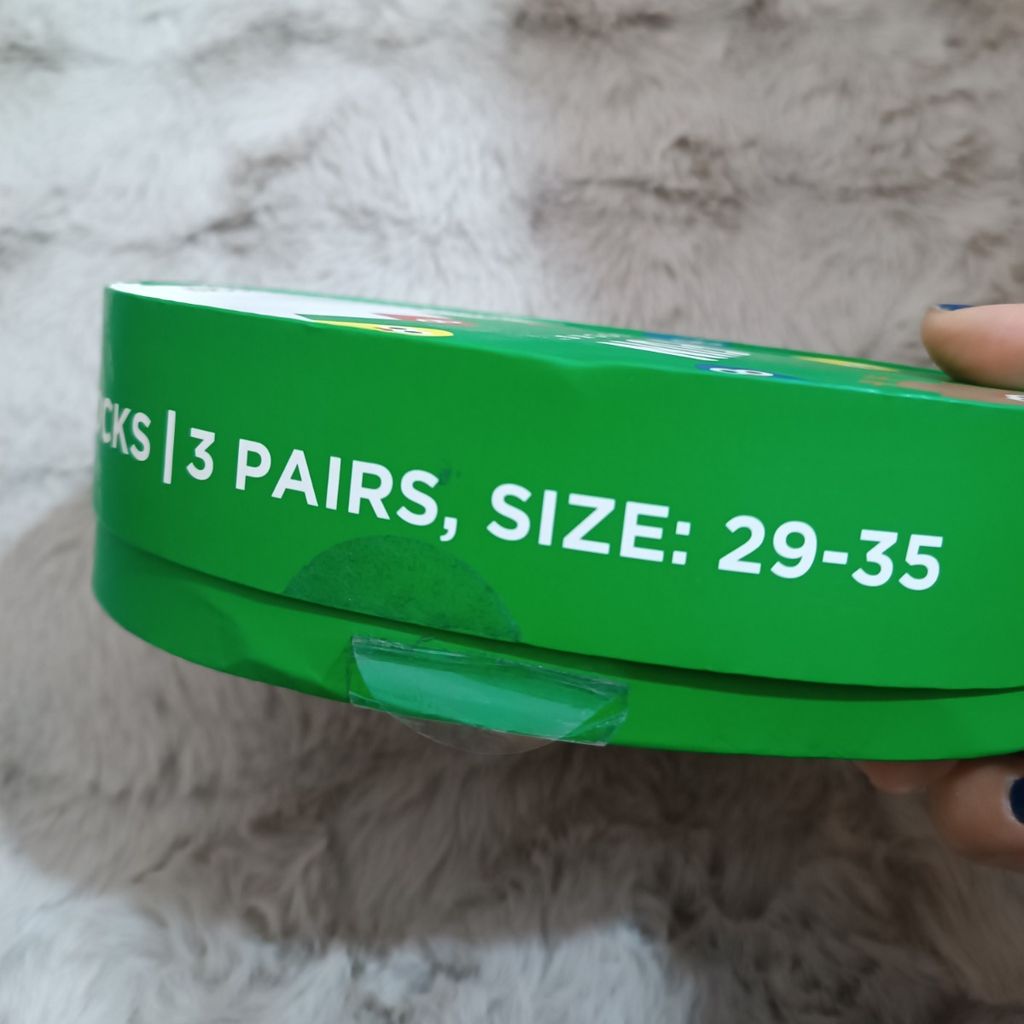 CKS | 3 PAIRS, SIZE: 29-35